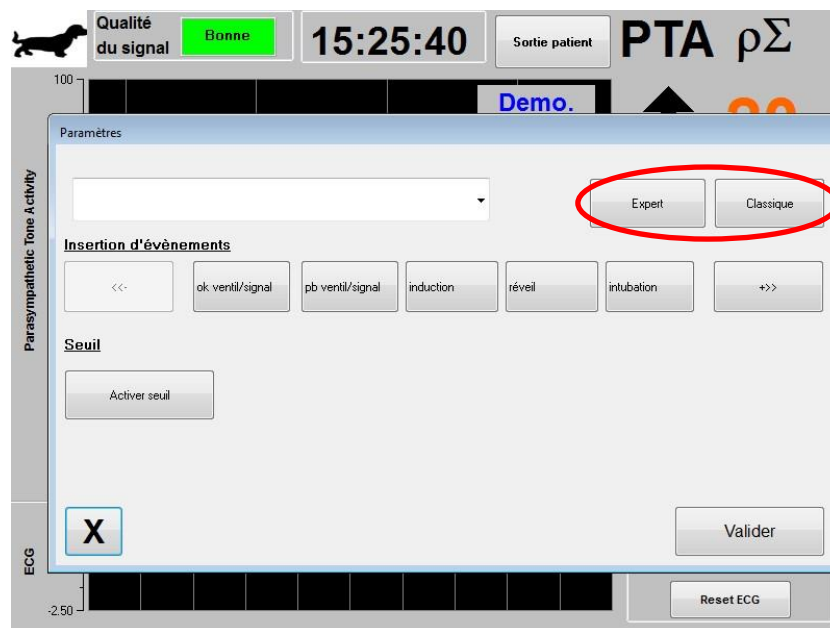 Qualité
du signal
Bonne
15:25:40
Sortie patient
PTA ρΣ
100
Demo.
Paramètres
Expert
Classique
Insertion d'évènements
<<-
ok ventil/signal
pb ventil/signal
induction
réveil
intubation
+>>
Seuil
Activer seuil
X
Valider
Parasympathetic Tone Activity
ECG
-2.50
Reset ECG